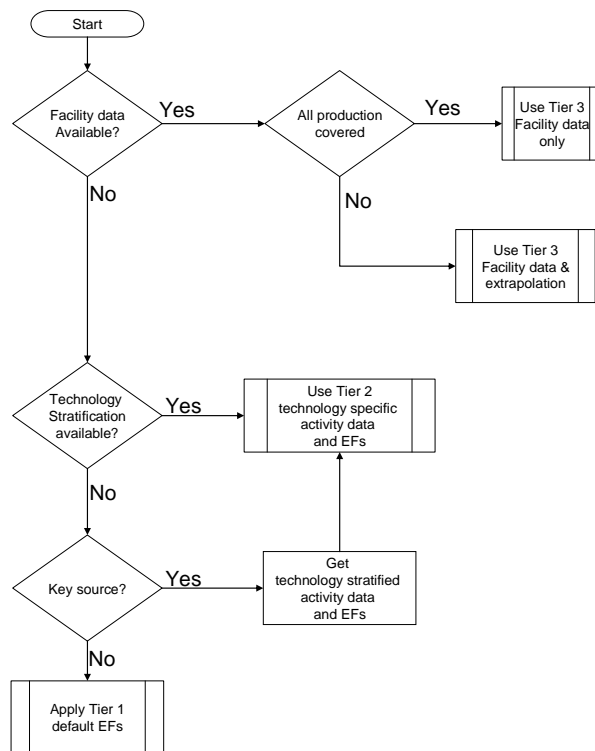 Start
Facility data
Available?
Yes
All production
covered
Yes
Use Tier 3
Facility data
only
No
No
Use Tier 3
Facility data &
extrapolation
Technology
Stratification
available?
Yes
Use Tier 2
technology specific
activity data
and EFs
No
Key source?
Yes
Get
technology stratified
activity data
and EFs
No
Apply Tier 1
default EFs